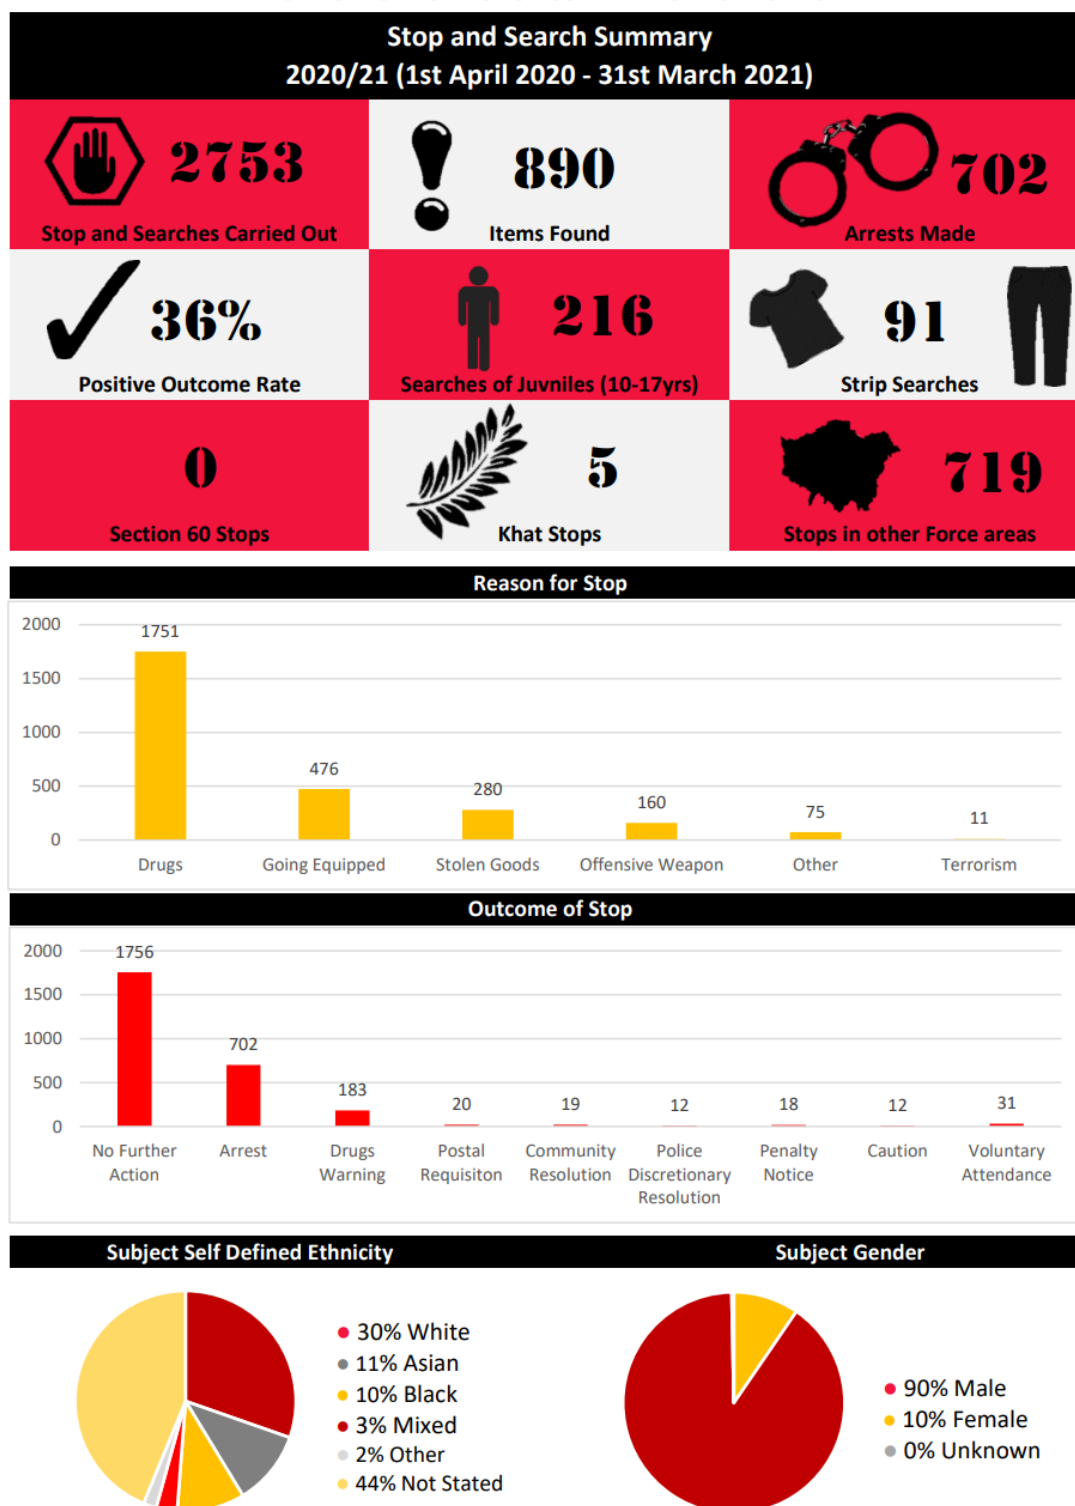 Stop and Search Summary
2020/21 (1st April 2020 - 31st March 2021)
2753
Stop and Searches Carried Out
890
Items Found
702
Arrests Made
36%
Positive Outcome Rate
216
Searches of Juvniles (10-17yrs)
91
Strip Searches
0
Section 60 Stops
5
Khat Stops
719
Stops in other Force areas
Reason for Stop
2000
1500
1000
500
0
1751
476
280
160
75
11
Drugs
Going Equipped
Stolen Goods
Offensive Weapon
Other
Terrorism
Outcome of Stop
2000
1500
1000
500
0
1756
702
183
20
19
12
18
12
31
No Further
Action
Arrest
Drugs
Warning
Postal
Requisiton
Community
Resolution
Police
Discretionary
Resolution
Penalty
Notice
Caution
Voluntary
Attendance
Subject Self Defined Ethnicity
30% White
11% Asian
10% Black
3% Mixed
2% Other
44% Not Stated
Subject Gender
90% Male
10% Female
0% Unknown